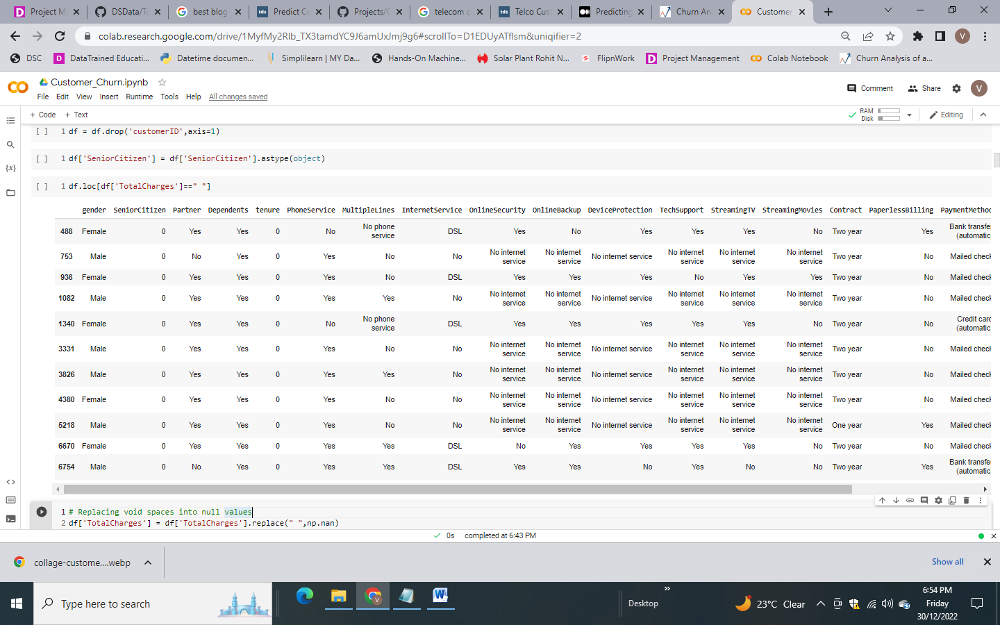 Project M
DSData/Te
best blog
Predict C
Projects/C
telecom c
Telco Cus
Predicting
Churn An
Customer
colab.research.google.com/drive/1MyfMy2RIb_TX3tamdYC9J6amUxJmj9g6#scrollTo=D1EDUyATflsm&uniqifier=2
V
DSC
DataTrained Educati...
Datetime documen...
Simplilearn | MY Da...
Hands-On Machine...
Solar Plant Rohit N...
FlipnWork
Project Management
Colab Notebook
Churn Analysis of a...
Customer_Churn.ipynb
File Edit View Insert Runtime Tools Help All changes saved
Comment Share V
+ Code + Text
RAM
Disk
Editing
[ ] 1 df = df.drop('customerID',axis=1)
[ ] 1 df['SeniorCitizen'] = df['SeniorCitizen'].astype(object)
[ ] 1 df.loc[df['TotalCharges']==" "]
gender SeniorCitizen Partner Dependents tenure PhoneService MultipleLines InternetService OnlineSecurity OnlineBackup DeviceProtection TechSupport StreamingTV StreamingMovies Contract PaperlessBilling PaymentMethod
488 Female 0 Yes Yes 0 No No phone service DSL Yes No Yes Yes Yes No Two year Yes Bank transfer (automatic
753 Male 0 No Yes 0 Yes No No No internet service No internet service No internet service No internet service No internet service No internet service Two year No Mailed check
936 Female 0 Yes Yes 0 Yes No DSL Yes Yes Yes No Yes Yes Two year No Mailed check
1082 Male 0 Yes Yes 0 Yes Yes No No internet service No internet service No internet service No internet service No internet service No internet service Two year No Mailed check
1340 Female 0 Yes Yes 0 No No phone service DSL Yes Yes Yes Yes Yes No Two year No Credit card (automatic
3331 Male 0 Yes Yes 0 Yes No No No internet service No internet service No internet service No internet service No internet service No internet service Two year No Mailed check
3826 Male 0 Yes Yes 0 Yes Yes No No internet service No internet service No internet service No internet service No internet service No internet service Two year No Mailed check
4380 Female 0 Yes Yes 0 Yes No No No internet service No internet service No internet service No internet service No internet service No internet service Two year No Mailed check
5218 Male 0 Yes Yes 0 Yes No No No internet service No internet service No internet service No internet service No internet service No internet service One year Yes Mailed check
6670 Female 0 Yes Yes 0 Yes Yes DSL No Yes Yes Yes Yes No Two year No Mailed check
6754 Male 0 No Yes 0 Yes Yes DSL Yes Yes No Yes No No Two year Yes Bank transfer (automatic
1 # Replacing void spaces into null values
2 df['TotalCharges'] = df['TotalCharges'].replace(" ",np.nan)
0s completed at 6:43 PM
collage-custome....webp
Show all
Type here to search
Desktop
23°C Clear
6:54 PM
Friday
30/12/2022